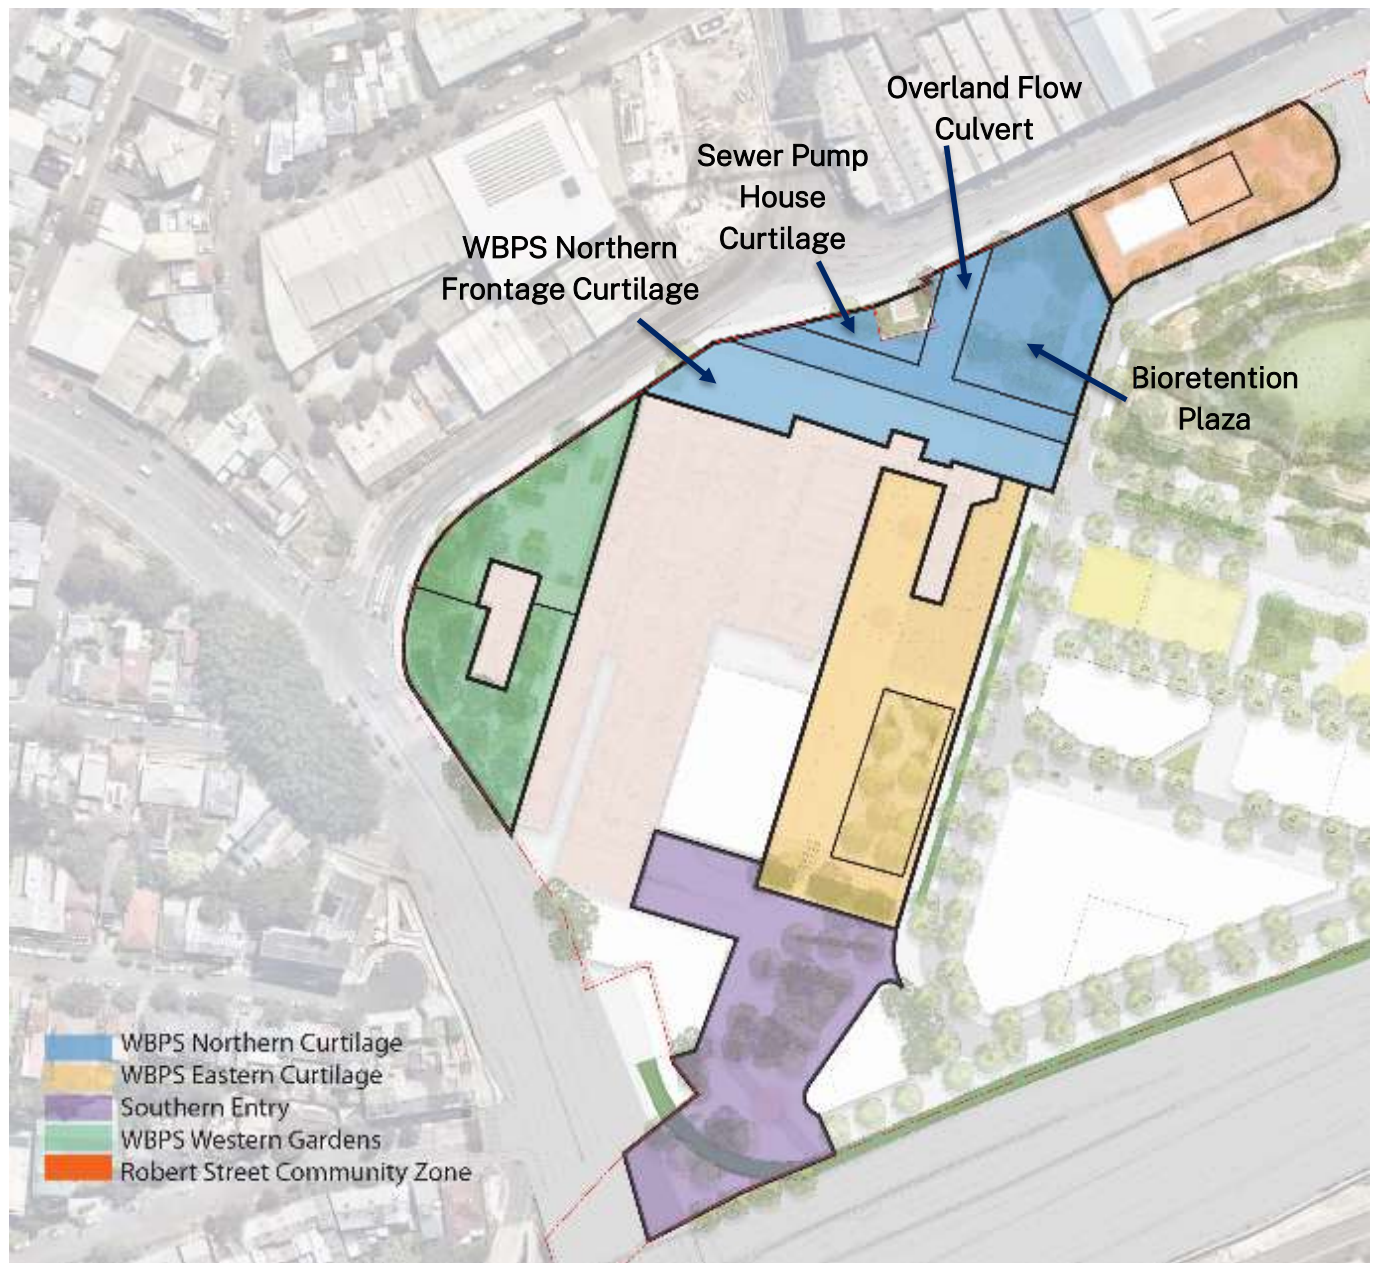 Overland Flow
Culvert
Sewer Pump
House
Curtilage
WBPS Northern
Frontage Curtilage
Bioretention
Plaza
WBPS Northern Curtilage
WBPS Eastern Curtilage
Southern Entry
WBPS Western Gardens
Robert Street Community Zone